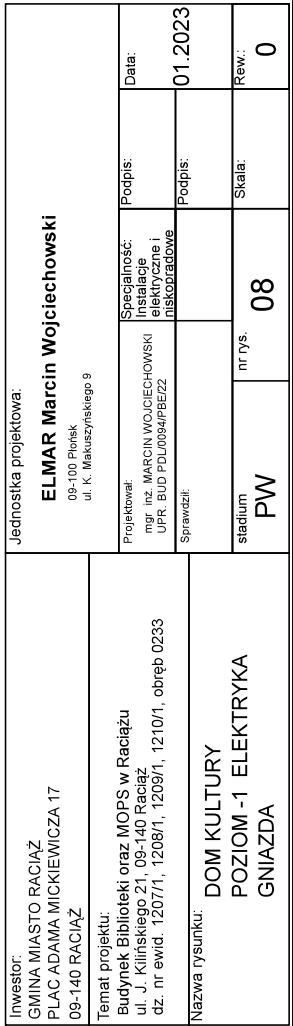 Inwestor:
GMINA MIASTO RACIĄŻ
PLAC ADAMA MICKIEWICZA 17
09-140 RACIĄŻ
Temat projektu:
Budynek Biblioteki oraz MOPS w Raciążu
ul. J. Kilińskiego 21, 09-140 Raciąż
dz. nr ewid. 1207/1, 1208/1, 1209/1, 1210/1, obręb 0233
Nazwa rysunku:
DOM KULTURY
POZIOM -1 ELEKTRYKA
GNIAZDA
Jednostka projektowa:
ELMAR Marcin Wojciechowski
09-100 Płońsk
ul. K. Makuszyńskiego 9
Projektował:
mgr inż. MARCIN WOJCIECHOWSKI
UPR. BUD PDL/0094/PBE/22
Specjalność:
Instalacje
elektryczne i
niskoprądowe
Podpis:
Data:
01.2023
Sprawdził:
Podpis:
stadium
PW
nr rys.
08
Skala:
Rew.:
0